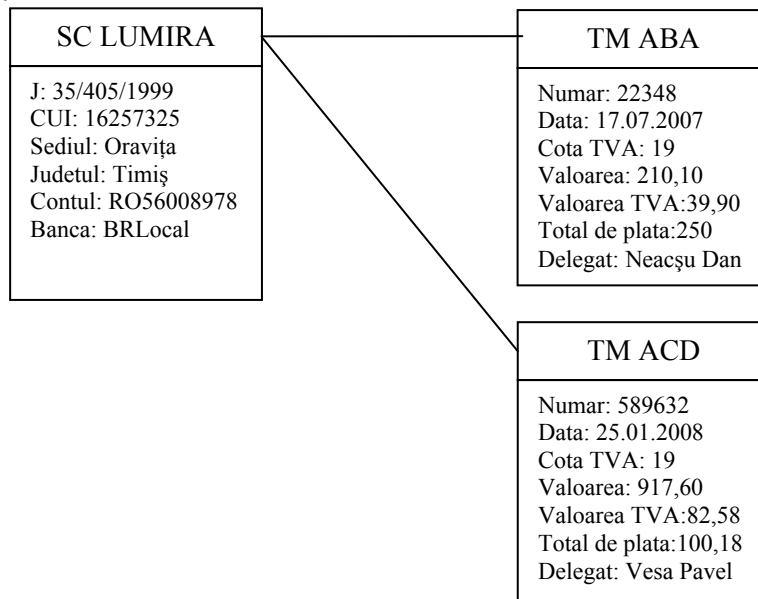 SC LUMIRA
J: 35/405/1999
CUI: 16257325
Sediul: Oraviţa
Judetul: Timiş
Contul: RO56008978
Banca: BRLocal
TM ABA
Numar: 22348
Data: 17.07.2007
Cota TVA: 19
Valoarea: 210,10
Valoarea TVA:39,90
Total de plata:250
Delegat: Neacşu Dan
TM ACD
Numar: 589632
Data: 25.01.2008
Cota TVA: 19
Valoarea: 917,60
Valoarea TVA:82,58
Total de plata:100,18
Delegat: Vesa Pavel